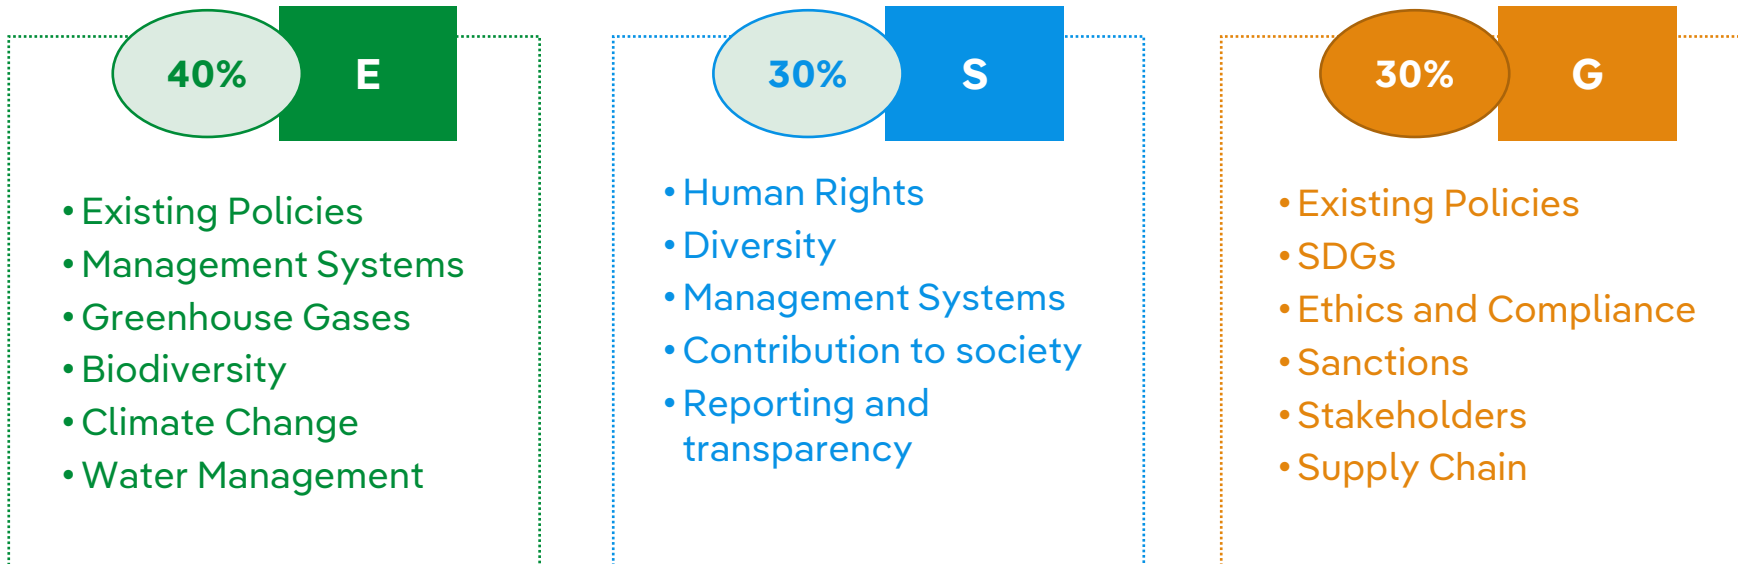 40% E
• Existing Policies
• Management Systems
• Greenhouse Gases
• Biodiversity
• Climate Change
• Water Management
30% S
• Human Rights
• Diversity
• Management Systems
• Contribution to society
• Reporting and
transparency
30% G
• Existing Policies
• SDGs
• Ethics and Compliance
• Sanctions
• Stakeholders
• Supply Chain